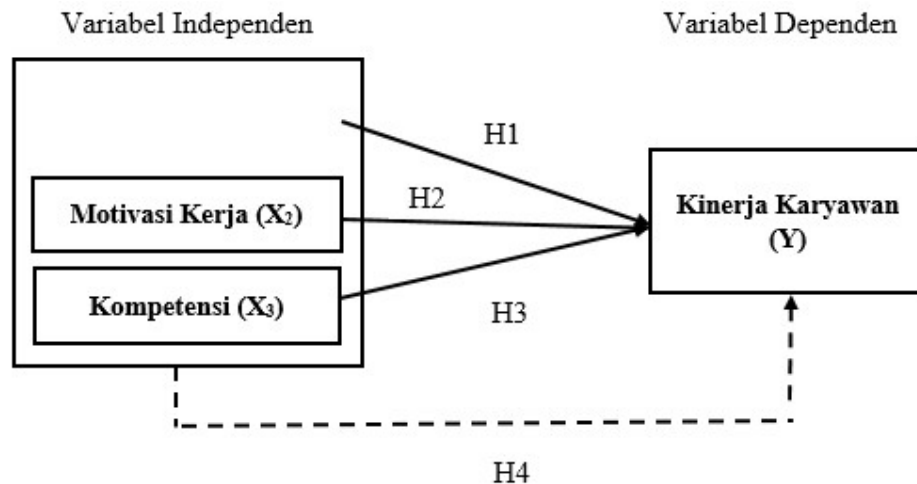 Variabel Independen
Variabel Dependen
H1
Motivasi Kerja (X₂)
H2
Kinerja Karyawan
(Y)
Kompetensi (X₃)
H3
H4